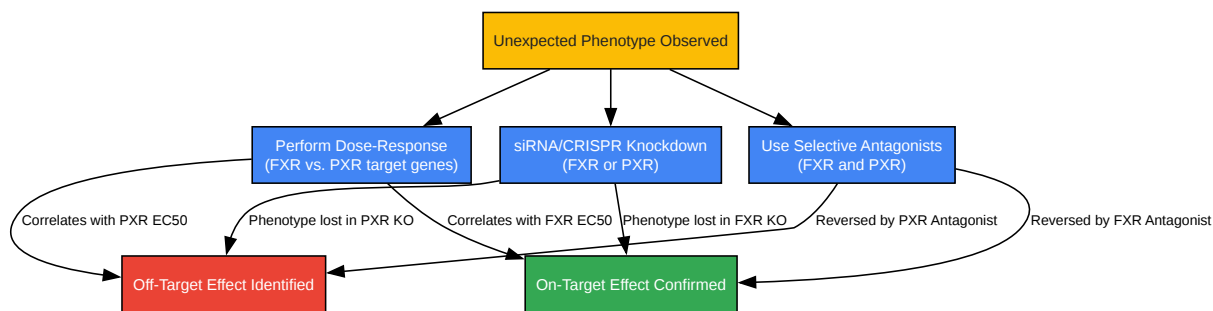 Unexpected Phenotype Observed
Perform Dose-Response
(FXR vs. PXR target genes)
siRNA/CRISPR Knockdown
(FXR or PXR)
Use Selective Antagonists
(FXR and PXR)
Correlates with PXR EC50
Phenotype lost in PXR KO
Correlates with FXR EC50
Phenotype lost in FXR KO
Reversed by PXR Antagonist
Reversed by FXR Antagonist
Off-Target Effect Identified
On-Target Effect Confirmed